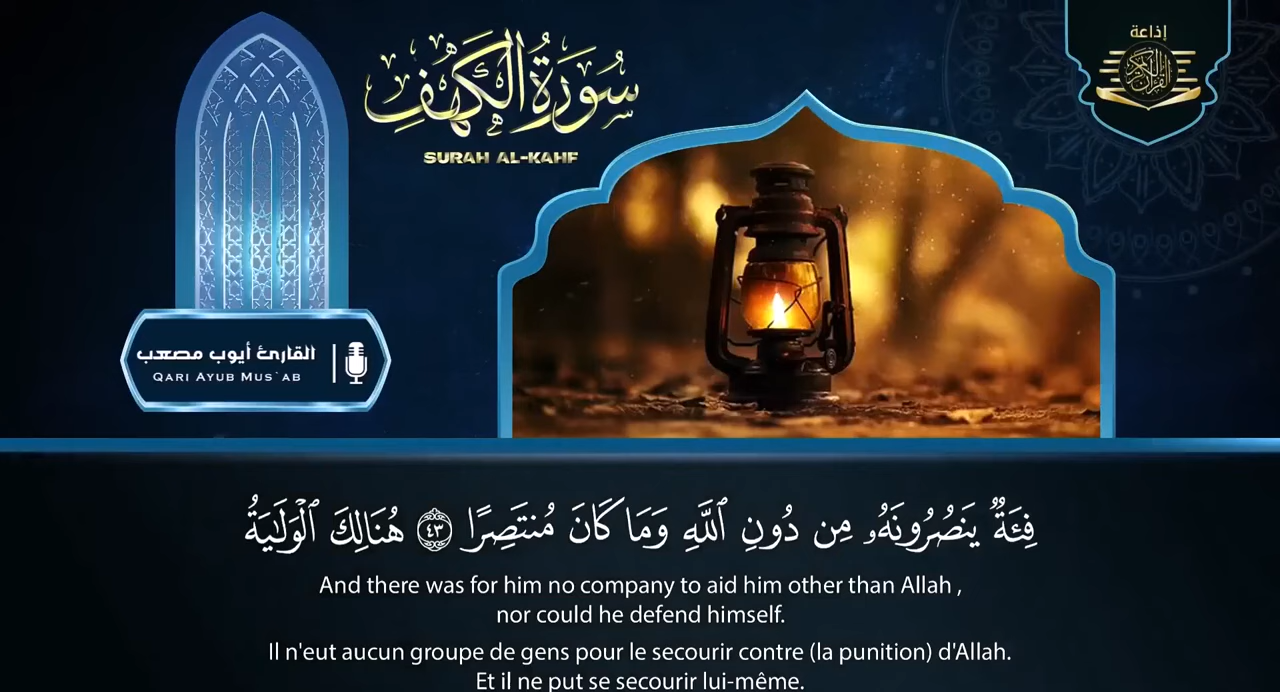 إذاعة
القرآن الكريم
سُورَةُ الكَهْفِ
SURAH AL-KAHF
القارئ أيوب مصعب
QARI AYUB MUS`AB
فِئَةٌ يَنصُرُونَهُۥ مِن دُونِ ٱللَّهِ وَمَا كَانَ مُنتَصِرًا ٤٣ هُنَالِكَ ٱلْوَلَٰيَةُ
And there was for him no company to aid him other than Allah ,
nor could he defend himself.
Il n'eut aucun groupe de gens pour le secourir contre (la punition) d'Allah.
Et il ne put se secourir lui-même.